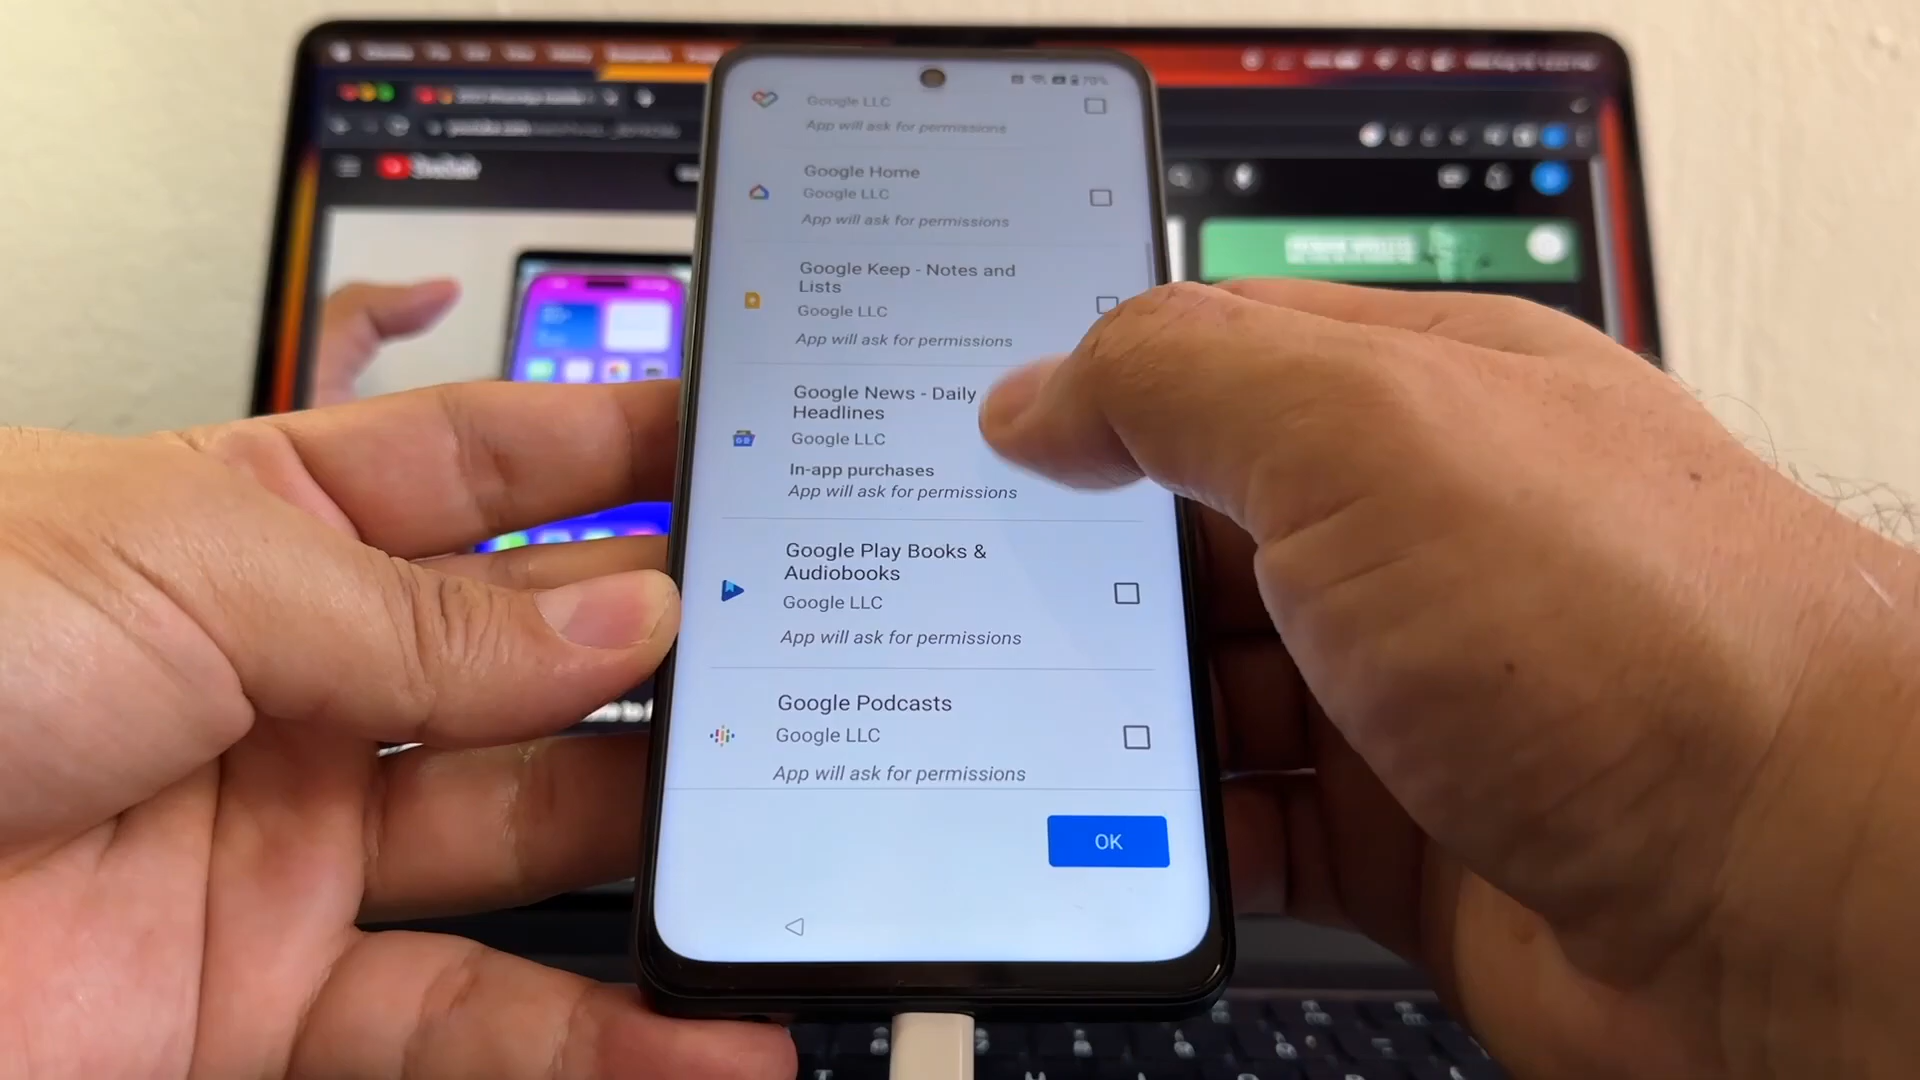 70%
Google LLC
App will ask for permissions
Google Home
Google LLC
App will ask for permissions
Google Keep - Notes and
Lists
Google LLC
App will ask for permissions
Google News - Daily
Headlines
Google LLC
In-app purchases
App will ask for permissions
Google Play Books &
Audiobooks
Google LLC
App will ask for permissions
Google Podcasts
Google LLC
App will ask for permissions
OK